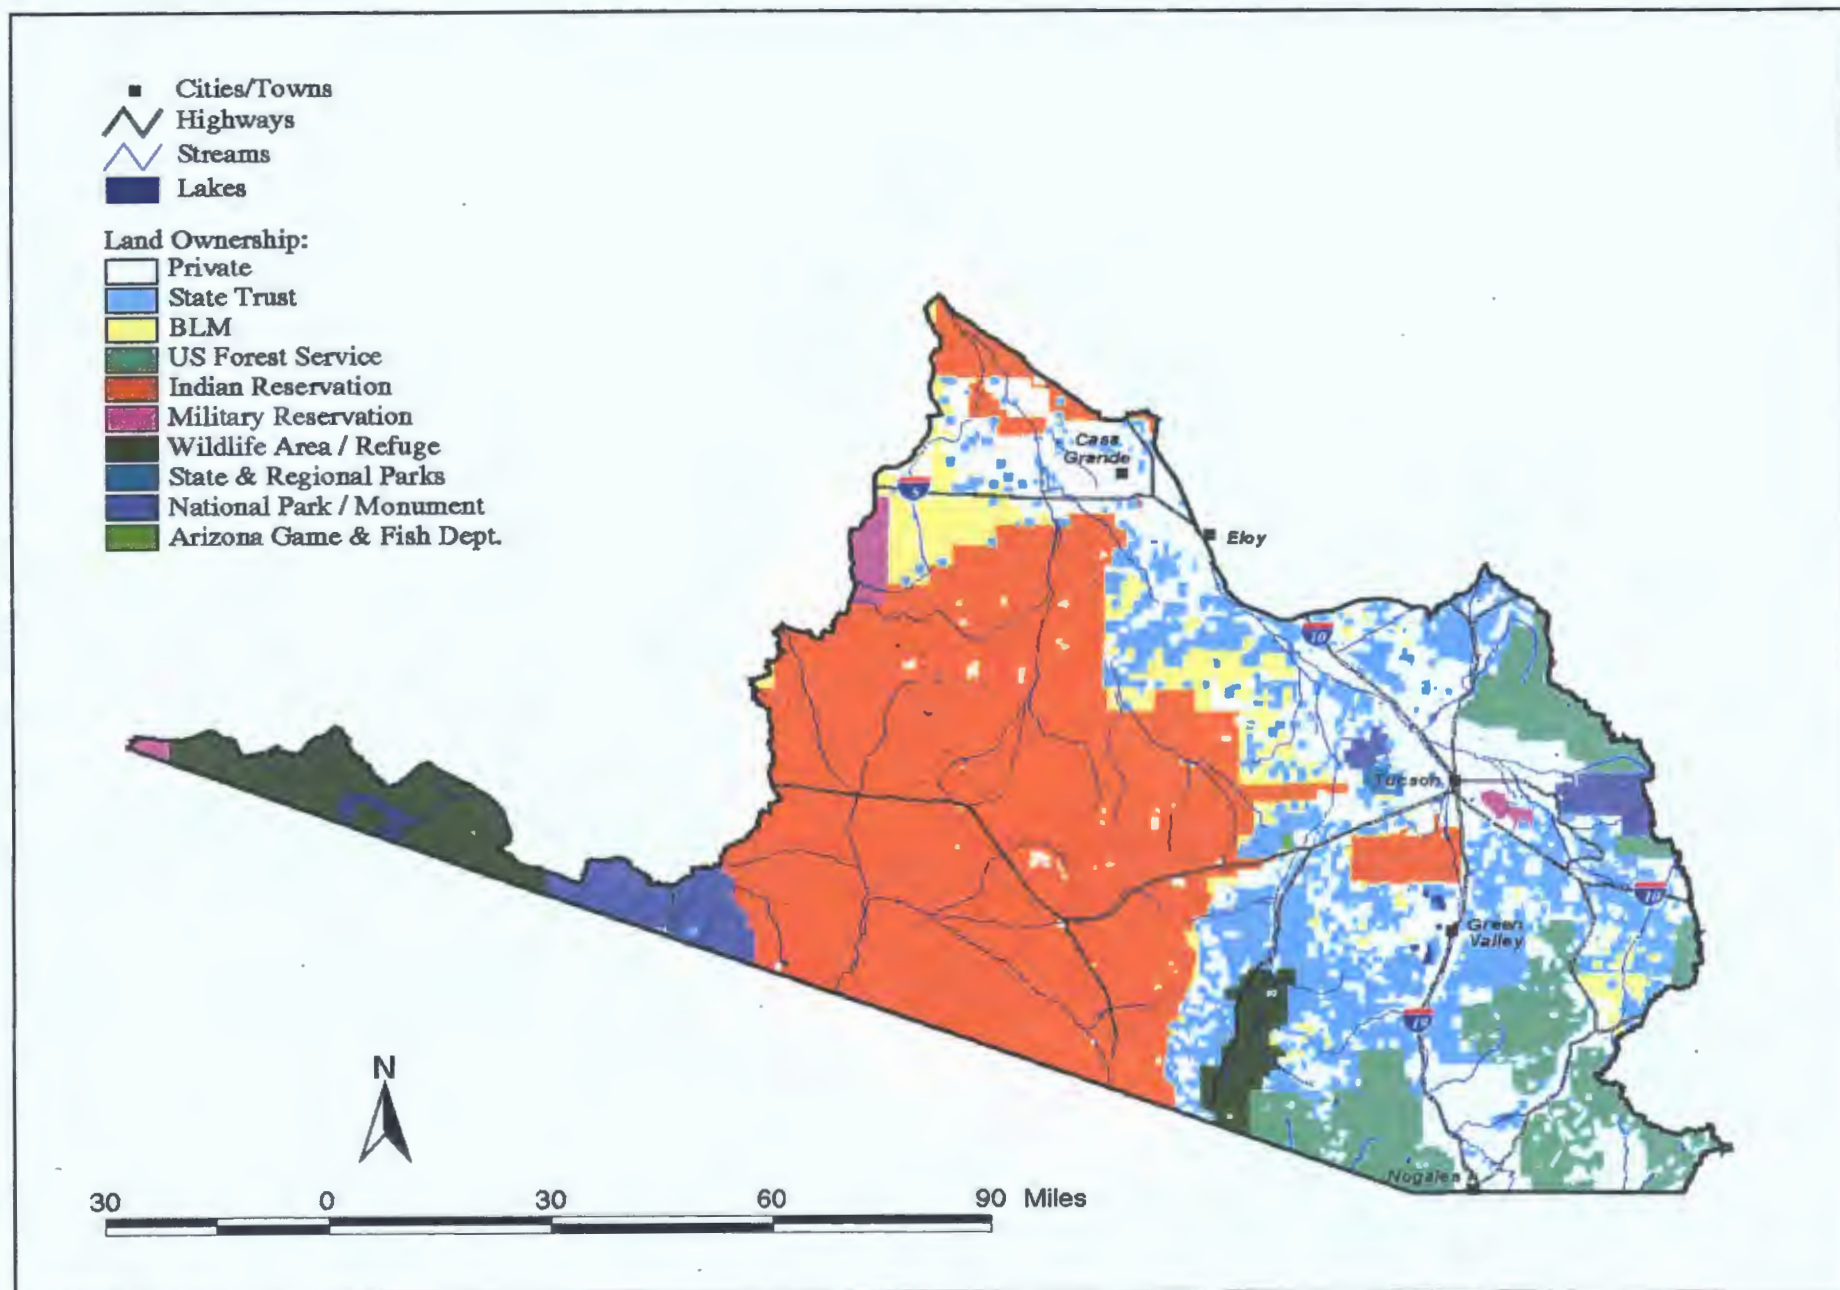 Cities/Towns
Highways
Streams
Lakes
Land Ownership:
Private
State Trust
BLM
US Forest Service
Indian Reservation
Military Reservation
Wildlife Area / Refuge
State & Regional Parks
National Park / Monument
Arizona Game & Fish Dept.
Casa
Grande
5
Eloy
10
Tucson
10
Green
Valley
19
Nogales
N
30 0 30 60 90 Miles